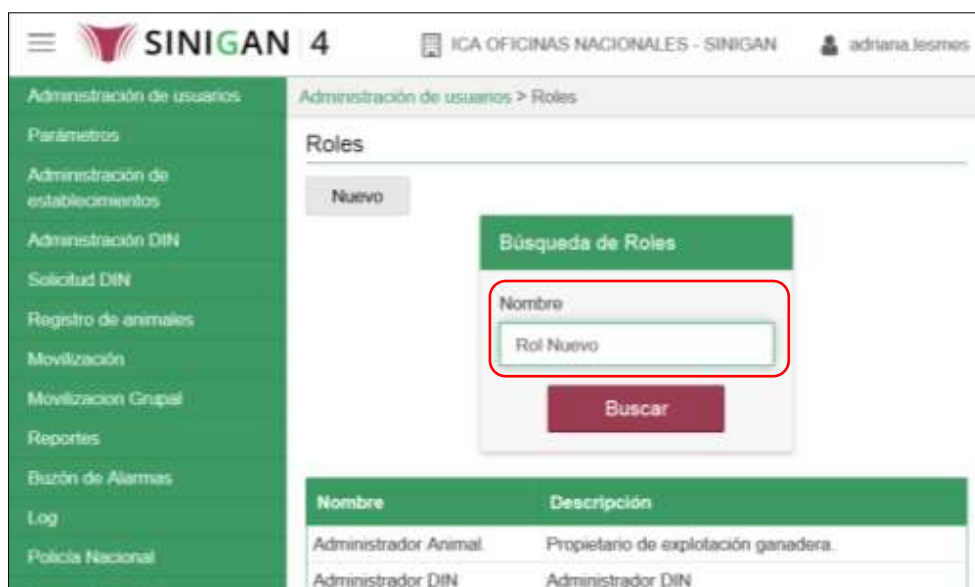 SINIGAN 4
ICA OFICINAS NACIONALES - SINIGAN
adriana.lesmes
Administración de usuarios
Parámetros
Administración de
establecimientos
Administración DIN
Solicitud DIN
Registro de animales
Movilización
Movilizacion Grupal
Reportes
Buzón de Alarmas
Log
Policía Nacional
Administración de usuarios > Roles
Roles
Nuevo
Búsqueda de Roles
Nombre
Rol Nuevo
Buscar
Nombre Descripción
Administrador Animal. Propietario de explotación ganadera.
Administrador DIN Administrador DIN